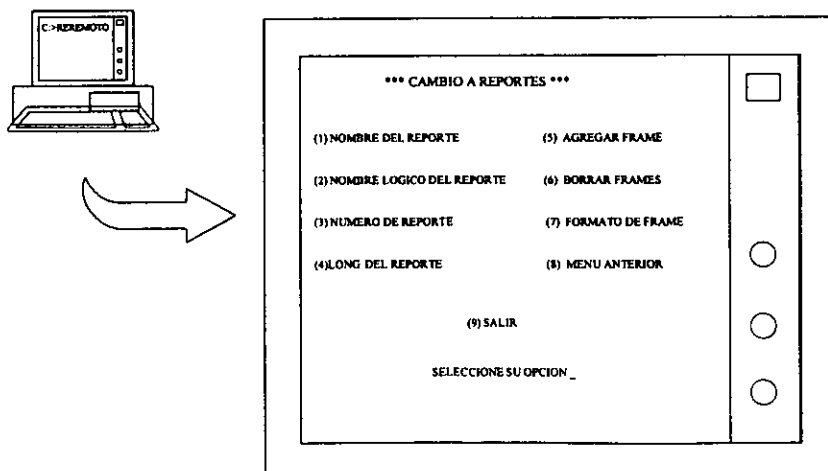 C:>REREMOTO
*** CAMBIO A REPORTES ***
(1) NOMBRE DEL REPORTE
(5) AGREGAR FRAME
(2) NOMBRE LOGICO DEL REPORTE
(6) BORRAR FRAMES
(3) NUMERO DE REPORTE
(7) FORMATO DE FRAME
(4)LONG DEL REPORTE
(8) MENU ANTERIOR
(9) SALIR
SELECCIONE SU OPCION _